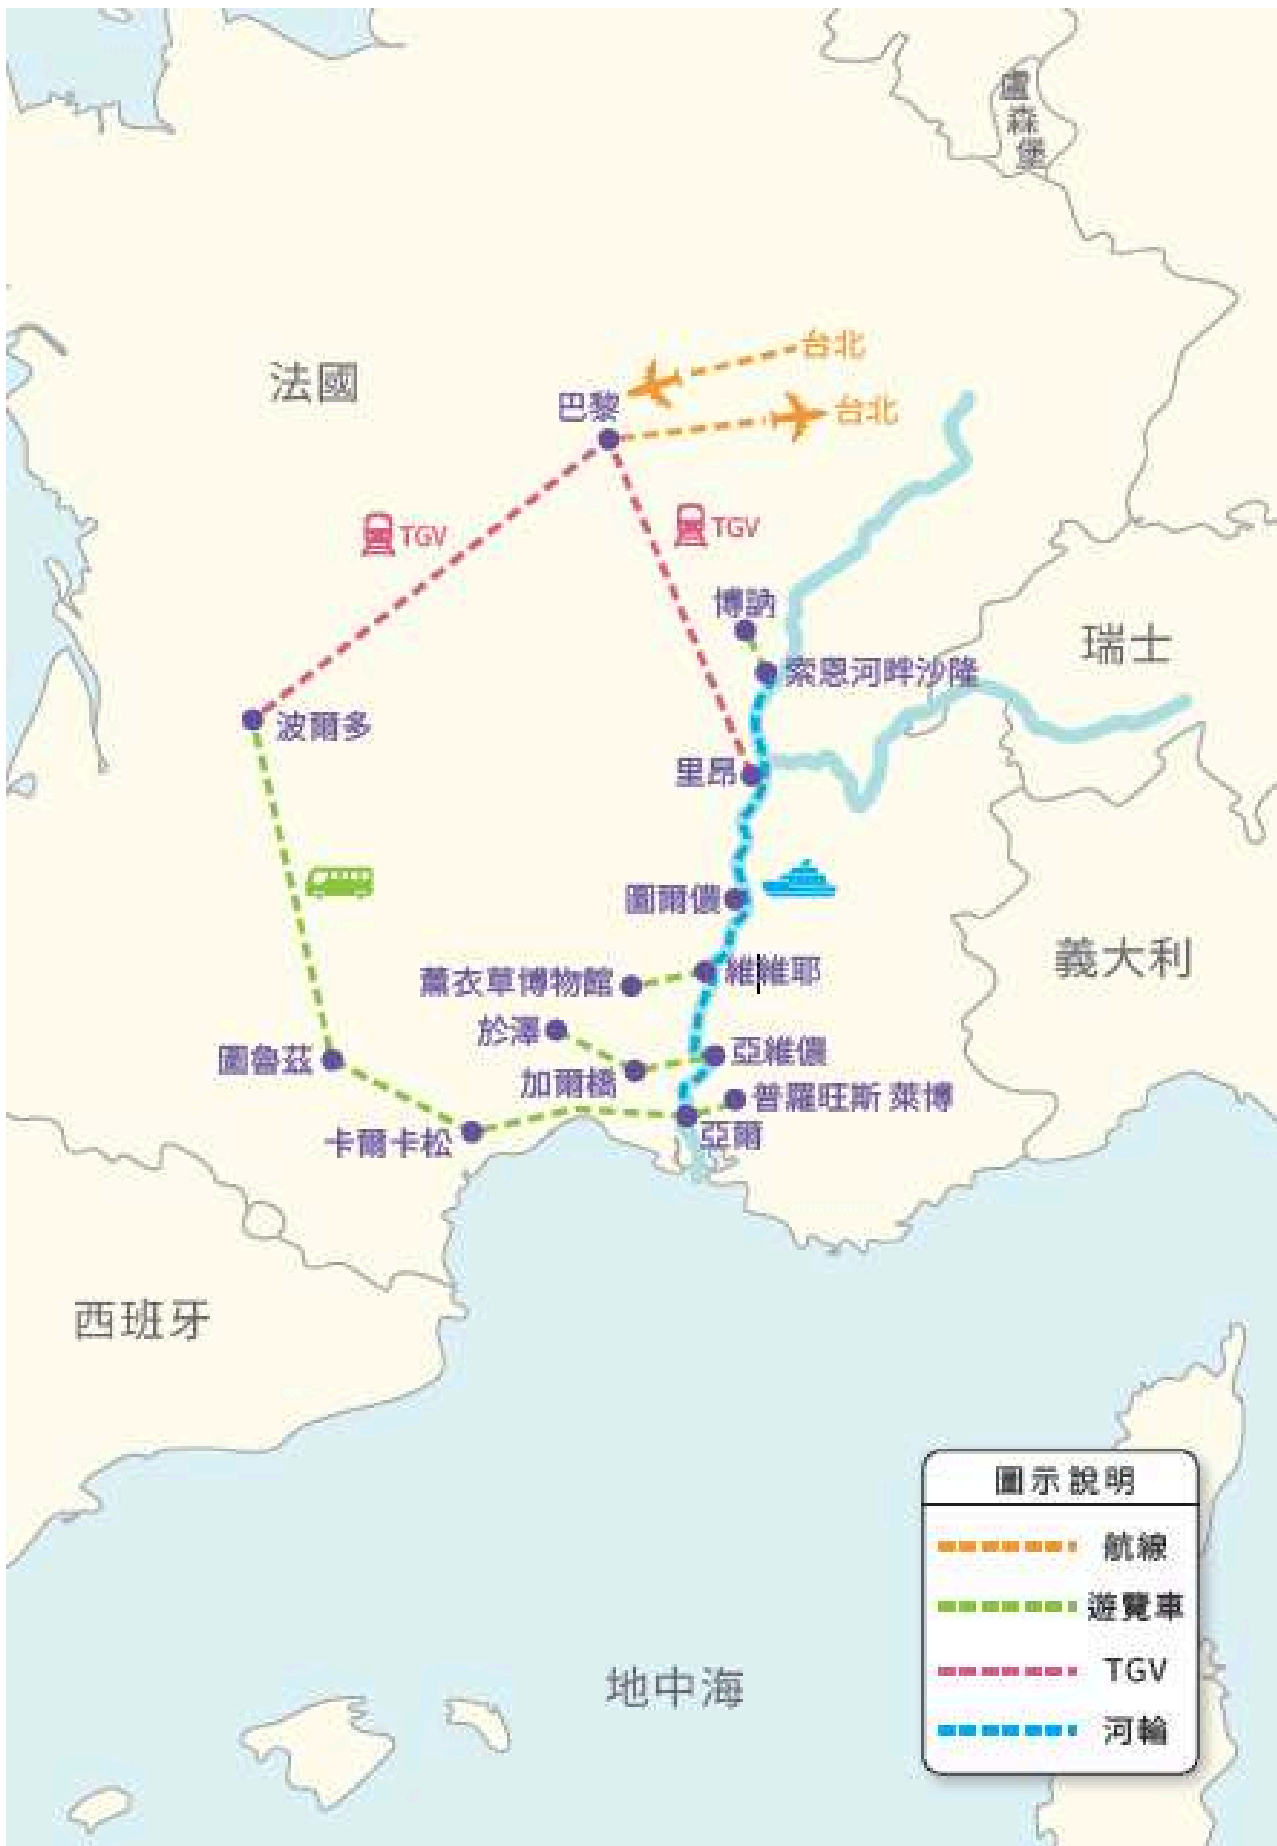 盧
森
堡
台北
法國
巴黎
台北
TGV
TGV
博訥
瑞士
索恩河畔沙隆
波爾多
里昂
圖爾儂
義大利
維維耶
薰衣草博物館
於澤
亞維儂
圖魯茲
加爾橋
普羅旺斯 萊博
卡爾卡松
亞爾
西班牙
圖示說明
航線
遊覽車
TGV
河輪
地中海